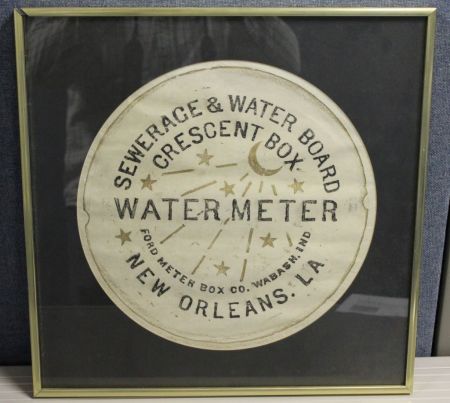 SEWERAGE & WATER BOARD
CRESCENT BOX
WATER METER
FORD METER BOX CO. WABASH. IND
NEW ORLEANS. LA